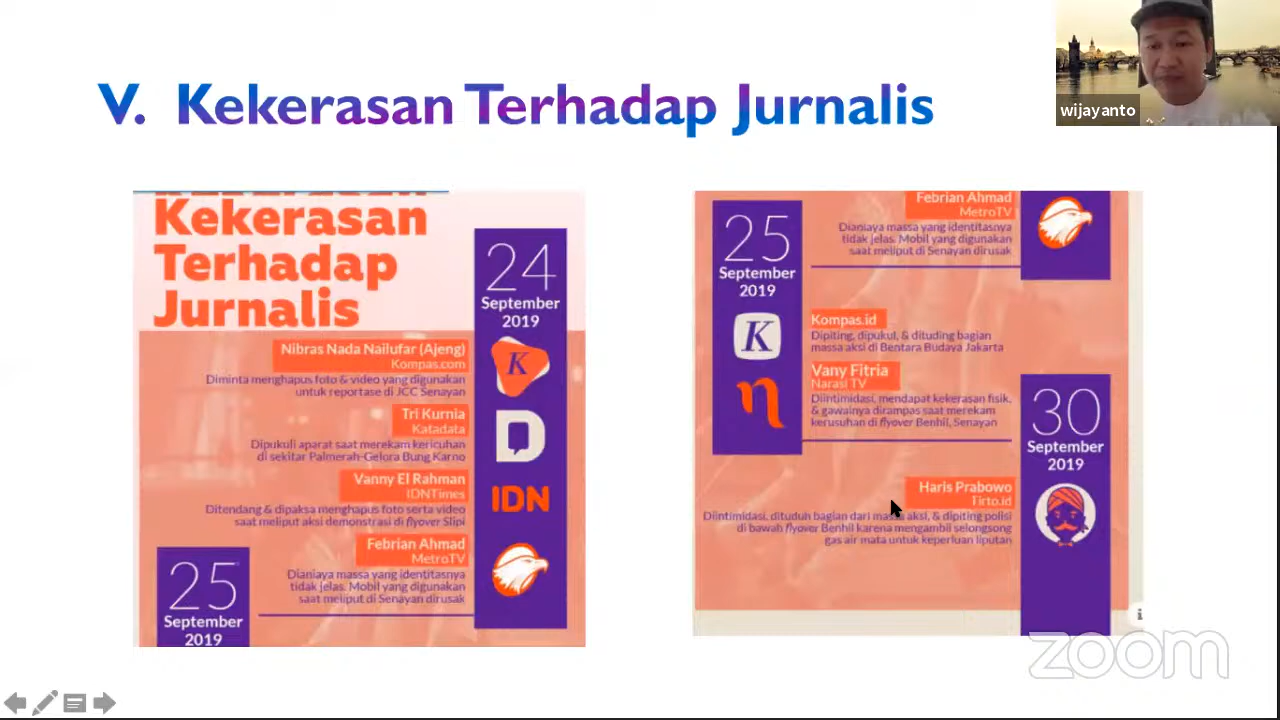 V. Kekerasan Terhadap Jurnalis
wijayanto
Kekerasan
Terhadap
Jurnalis
24
September
2019
Nibras Nada Nailufar (Ajeng)
Kompas.com
Diminta menghapus foto & video yang digunakan
untuk reportase di JCC Senayan
K
Tri Kurnia
Katadata
Dipukuli aparat saat merekam kericuhan
di sekitar Palmerah-Gelora Bung Karno
D
Vanny El Rahman
IDNTimes
Ditendang & dipaksa menghapus foto serta video
saat meliput aksi demonstrasi di flyover Slipi
IDN
Febrian Ahmad
MetroTV
Dianiaya massa yang identitasnya
tidak jelas. Mobil yang digunakan
saat meliput di Senayan dirusak
25
September
2019
Febrian Ahmad
MetroTV
Dianiaya massa yang identitasnya
tidak jelas. Mobil yang digunakan
saat meliput di Senayan dirusak
25
September
2019
K
Kompas.id
Dipiting, dipukul, & dituding bagian
massa aksi di Bentara Budaya Jakarta
n
Vany Fitria
Narasi TV
Diintimidasi, mendapat kekerasan fisik,
& gawainya dirampas saat merekam
kerusuhan di flyover Benhil, Senayan
30
September
2019
Haris Prabowo
Tirto.id
Diintimidasi, dituduh bagian dari massa aksi, & dipiting polisi
di bawah flyover Benhil karena mengambil selongsong
gas air mata untuk keperluan liputan
zoom